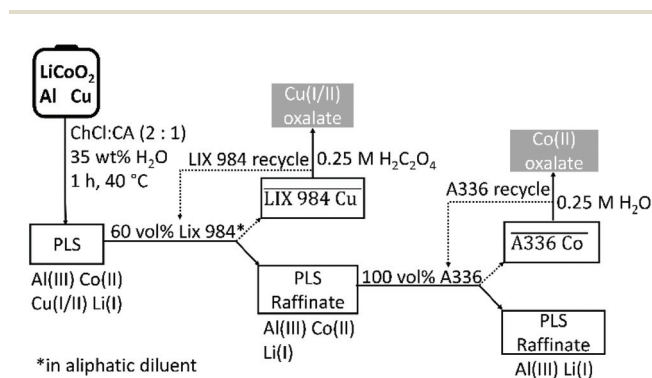 LiCoO₂
Al Cu
ChCl:CA (2 : 1)
35 wt% H₂O
1 h, 40 °C
PLS
Al(III) Co(II)
Cu(I/II) Li(I)
60 vol% Lix 984*
LIX 984 recycle
Cu(I/II)
oxalate
0.25 M H₂C₂O₄
LIX 984 Cu
PLS
Raffinate
Al(III) Co(II)
Li(I)
100 vol% A336
A336 recycle
Co(II)
oxalate
0.25 M H₂O
A336 Co
PLS
Raffinate
Al(III) Li(I)
*in aliphatic diluent